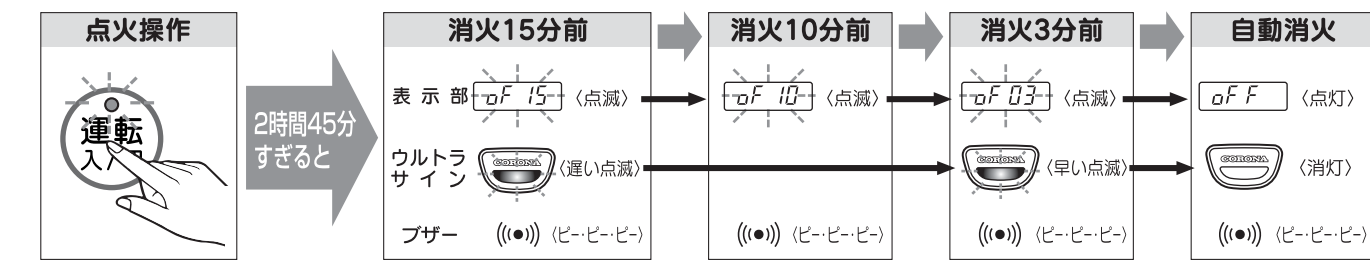 点火操作
運転
入/切
2時間45分
すぎると
消火15分前
消火10分前
消火3分前
自動消火
表示部 oF 15 〈点滅〉
oF 10 〈点滅〉
oF 03 〈点滅〉
oFF 〈点灯〉
ウルトラ
サイン
CORONA 〈遅い点滅〉
CORONA 〈早い点滅〉
CORONA 〈消灯〉
ブザー 〈ピー・ピー・ピー〉
〈ピー・ピー・ピー〉
〈ピー・ピー・ピー〉
〈ピー・ピー・ピー〉